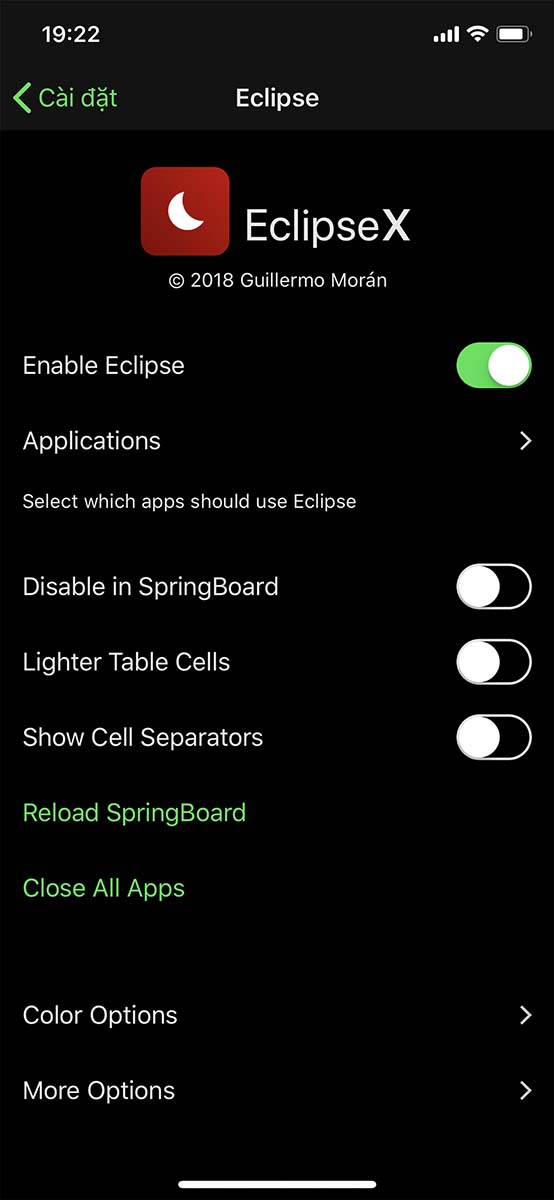 19:22
Cài đặt
Eclipse
EclipseX
© 2018 Guillermo Morán
Enable Eclipse
Applications
Select which apps should use Eclipse
Disable in SpringBoard
Lighter Table Cells
Show Cell Separators
Reload SpringBoard
Close All Apps
Color Options
More Options